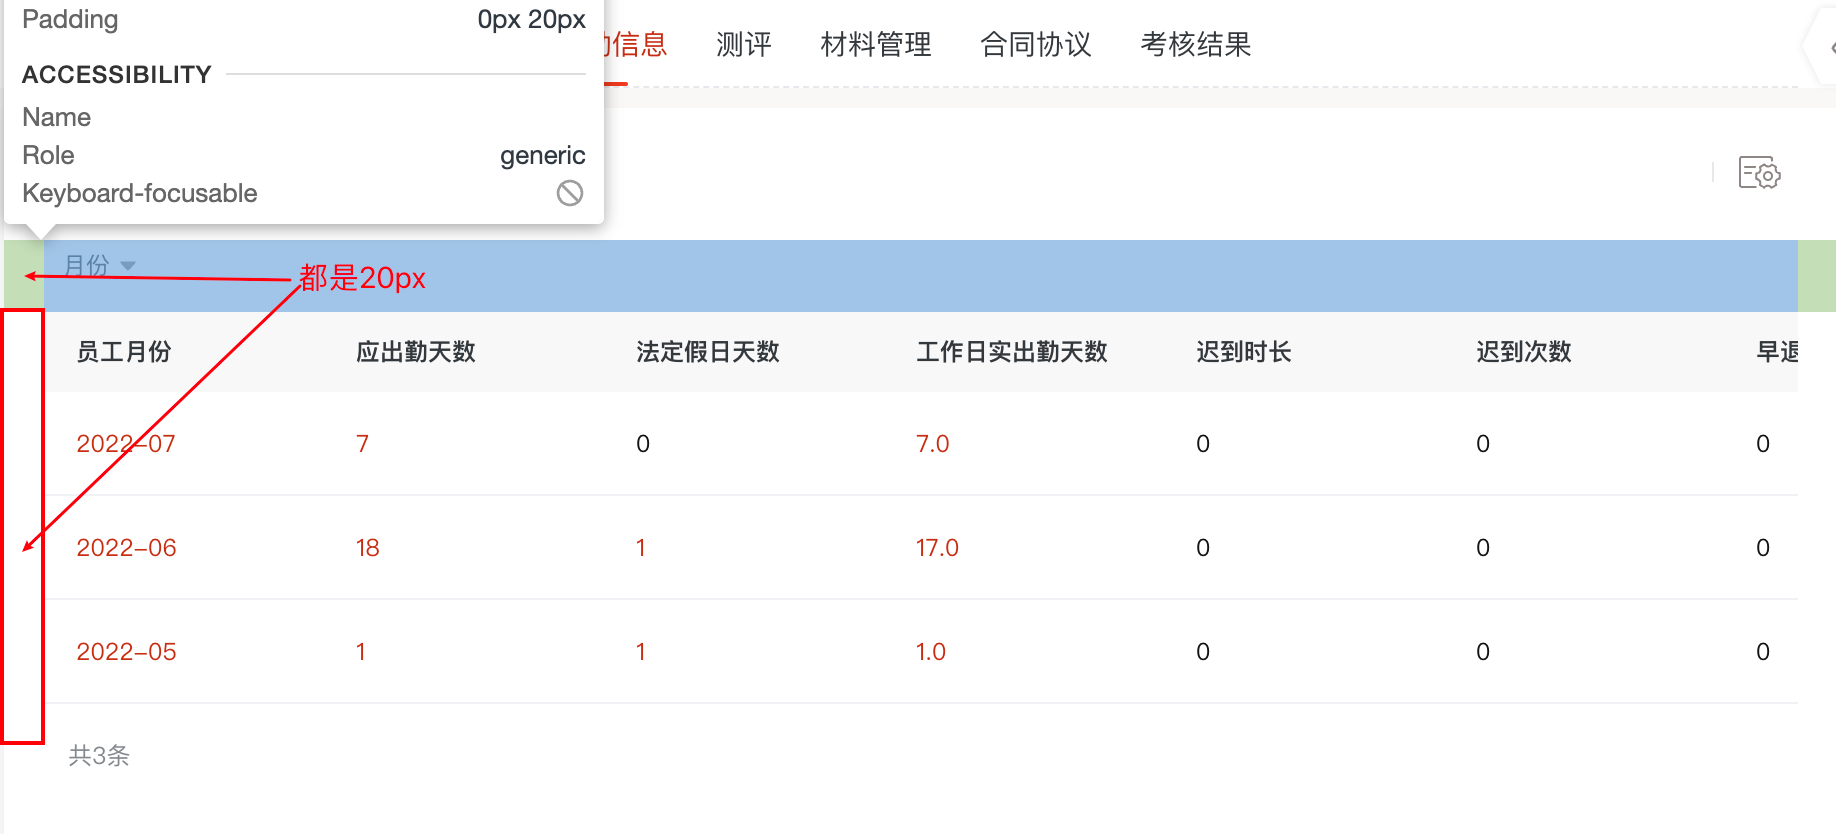 Padding 0px 20px
ACCESSIBILITY
Name
Role generic
Keyboard-focusable
信息 测评 材料管理 合同协议 考核结果
月份
都是20px
员工月份 应出勤天数 法定假日天数 工作日实出勤天数 迟到时长 迟到次数 早退
2022-07 7 0 7.0 0 0 0
2022-06 18 1 17.0 0 0 0
2022-05 1 1 1.0 0 0 0
共3条